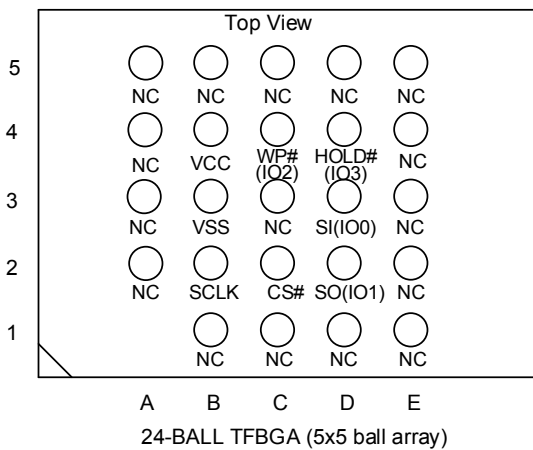 Top View
5
NC NC NC NC NC
4
NC VCC WP# (IO2) HOLD# (IO3) NC
3
NC VSS NC SI(IO0) NC
2
NC SCLK CS# SO(IO1) NC
1
NC NC NC NC
A B C D E
24-BALL TFBGA (5x5 ball array)